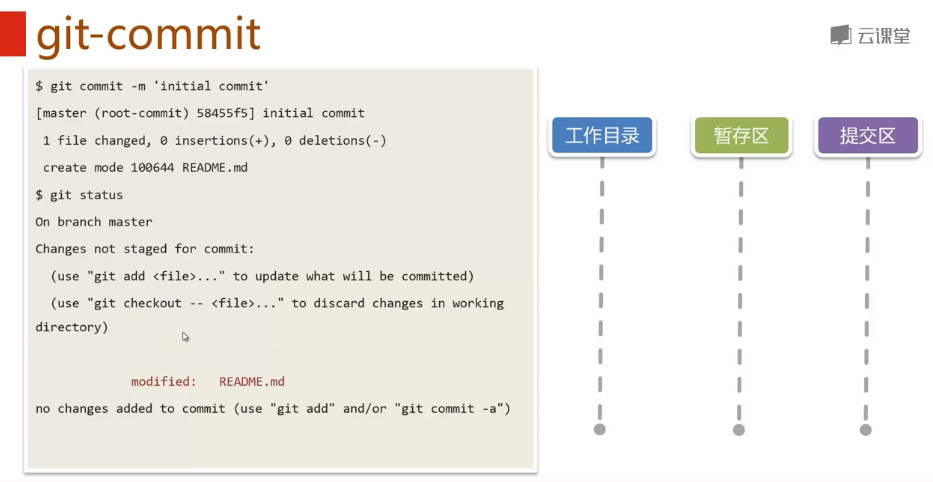 git-commit
云课堂
$ git commit -m 'initial commit'
[master (root-commit) 58455f5] initial commit
1 file changed, 0 insertions(+), 0 deletions(-)
create mode 100644 README.md
$ git status
On branch master
Changes not staged for commit:
(use "git add <file>..." to update what will be committed)
(use "git checkout -- <file>..." to discard changes in working
directory)
modified: README.md
no changes added to commit (use "git add" and/or "git commit -a")
工作目录
暂存区
提交区